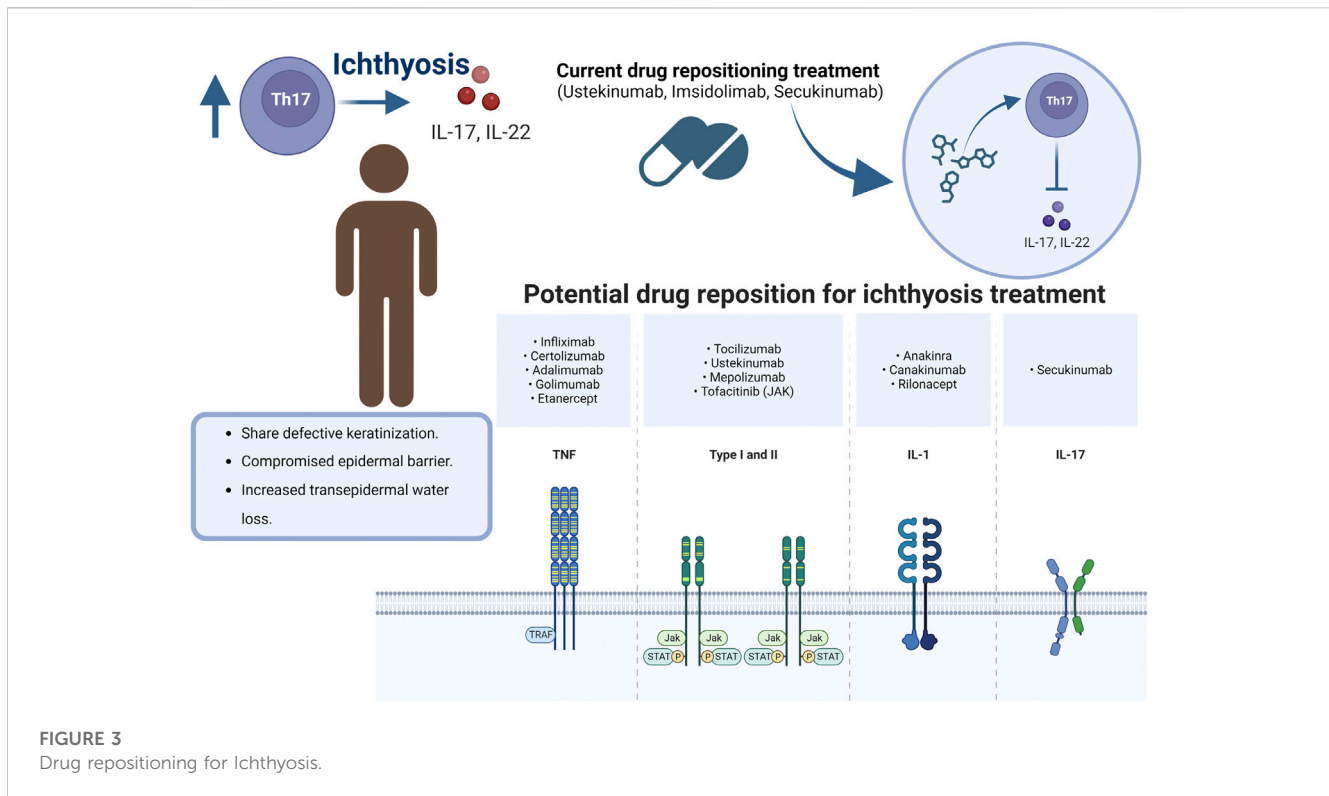 Ichthyosis
Th17
IL-17, IL-22
Current drug repositioning treatment
(Ustekinumab, Imsidolimab, Secukinumab)
Th17
IL-17, IL-22
• Share defective keratinization.
• Compromised epidermal barrier.
• Increased transepidermal water
loss.
Potential drug reposition for ichthyosis treatment
• Infliximab
• Certolizumab
• Adalimumab
• Golimumab
• Etanercept
TNF
TRAF
• Tocilizumab
• Ustekinumab
• Mepolizumab
• Tofacitinib (JAK)
Type I and II
Jak Jak Jak Jak
STAT P P STAT STAT P P STAT
• Anakinra
• Canakinumab
• Rilonacept
IL-1
• Secukinumab
IL-17
FIGURE 3
Drug repositioning for Ichthyosis.